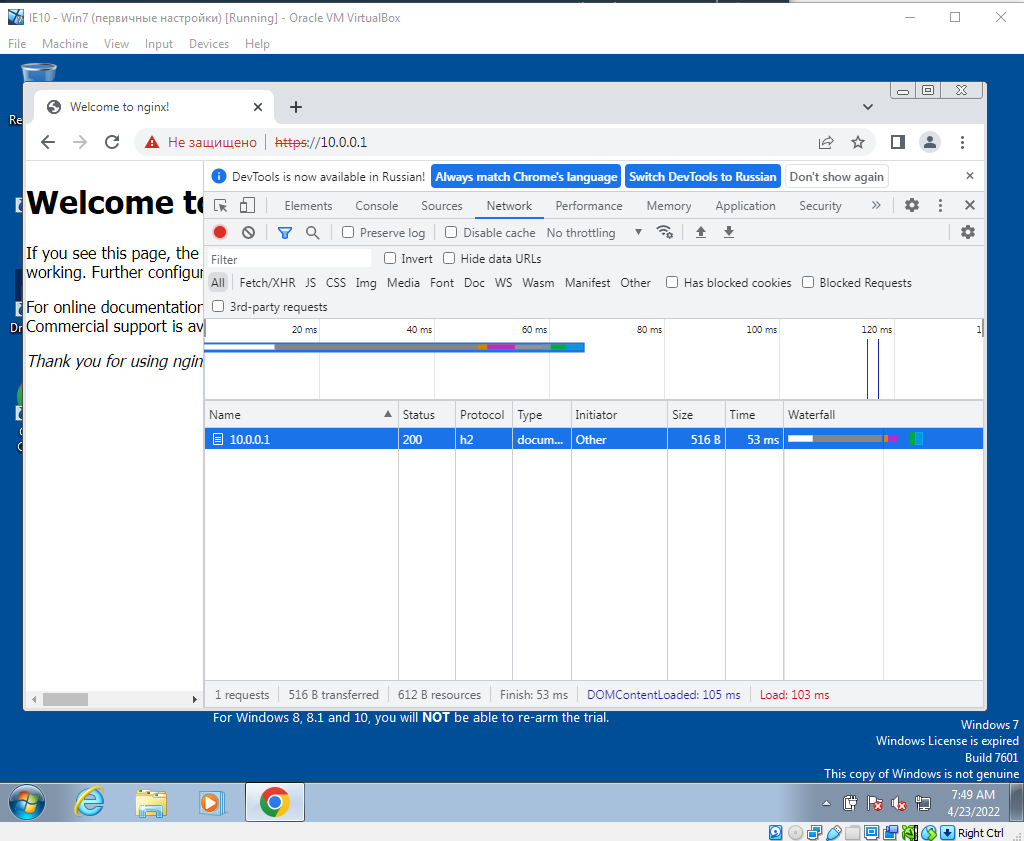 IE10 - Win7 (первичные настройки) [Running] - Oracle VM VirtualBox
File Machine View Input Devices Help
Welcome to nginx!
Не защищено https://10.0.0.1
DevTools is now available in Russian! Always match Chrome's language Switch DevTools to Russian Don't show again
Elements Console Sources Network Performance Memory Application Security
Preserve log Disable cache No throttling
Filter Invert Hide data URLs
All Fetch/XHR JS CSS Img Media Font Doc WS Wasm Manifest Other Has blocked cookies Blocked Requests
3rd-party requests
20 ms 40 ms 60 ms 80 ms 100 ms 120 ms 1
Name Status Protocol Type Initiator Size Time Waterfall
10.0.0.1 200 h2 docum... Other 516 B 53 ms
1 requests 516 B transferred 612 B resources Finish: 53 ms DOMContentLoaded: 105 ms Load: 103 ms
Welcome to
If you see this page, the
working. Further configur
For online documentation
Commercial support is av
Thank you for using ngin
Re
Dr
C
For Windows 8, 8.1 and 10, you will NOT be able to re-arm the trial.
Windows 7
Windows License is expired
Build 7601
This copy of Windows is not genuine
7:49 AM
4/23/2022
Right Ctrl